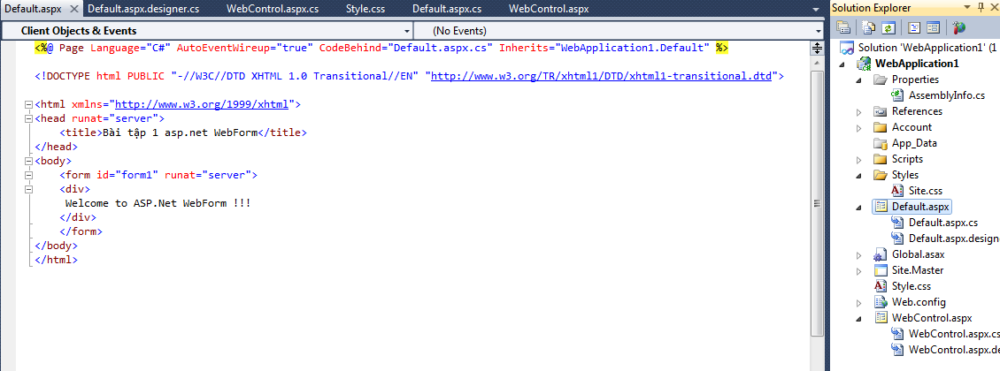 Default.aspx Default.aspx.designer.cs WebControl.aspx.cs Style.css Default.aspx.cs WebControl.aspx
Client Objects & Events (No Events)
<%@ Page Language="C#" AutoEventWireup="true" CodeBehind="Default.aspx.cs" Inherits="WebApplication1.Default" %>
<!DOCTYPE html PUBLIC "-//W3C//DTD XHTML 1.0 Transitional//EN" "http://www.w3.org/TR/xhtml1/DTD/xhtml1-transitional.dtd">
<html xmlns="http://www.w3.org/1999/xhtml">
<head runat="server">
<title>Bài tập 1 asp.net WebForm</title>
</head>
<body>
<form id="form1" runat="server">
<div>
Welcome to ASP.Net WebForm !!!
</div>
</form>
</body>
</html>
Solution Explorer
Solution 'WebApplication1' (1
WebApplication1
Properties
AssemblyInfo.cs
References
Account
App_Data
Scripts
Styles
Site.css
Default.aspx
Default.aspx.cs
Default.aspx.design
Global.asax
Site.Master
Style.css
Web.config
WebControl.aspx
WebControl.aspx.cs
WebControl.aspx.de